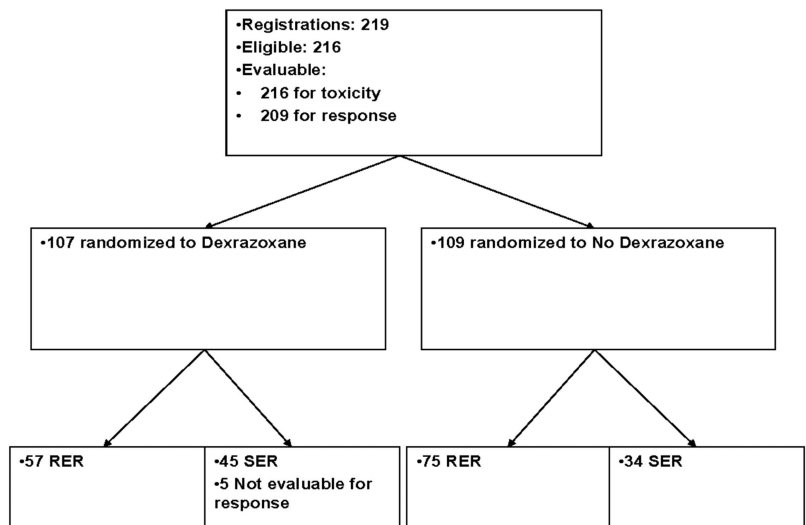 •Registrations: 219
•Eligible: 216
•Evaluable:
• 216 for toxicity
• 209 for response
•107 randomized to Dexrazoxane
•109 randomized to No Dexrazoxane
•57 RER
•45 SER
•5 Not evaluable for
response
•75 RER
•34 SER